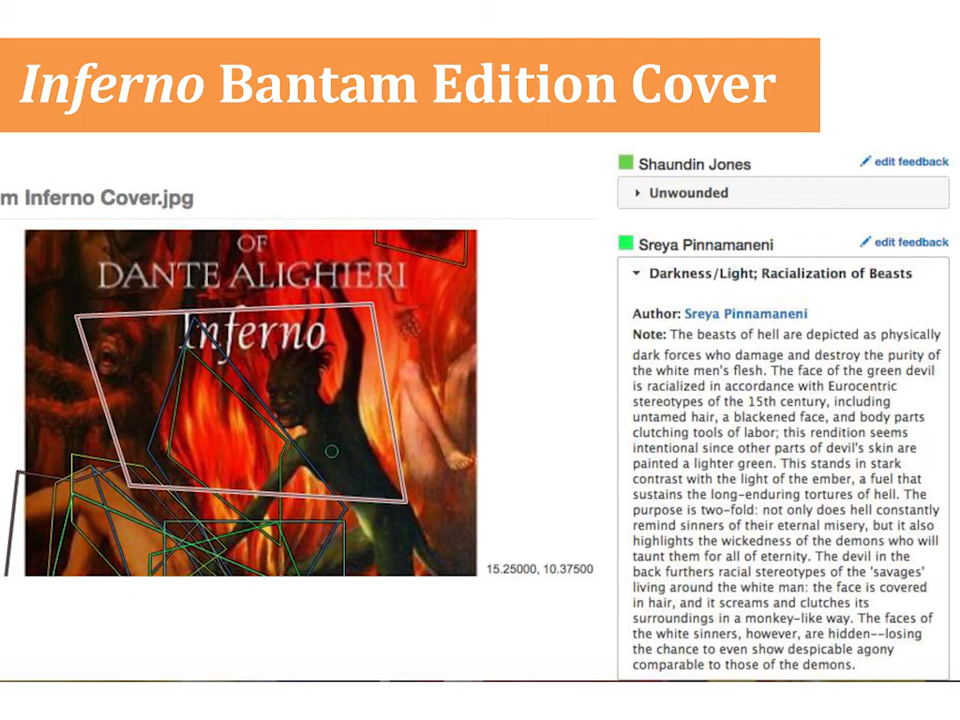 Inferno Bantam Edition Cover
m Inferno Cover.jpg
OF
DANTE ALIGHIERI
Inferno
15.25000, 10.37500
Shaundin Jones
edit feedback
Unwounded
Sreya Pinnamaneni
edit feedback
Darkness/Light; Racialization of Beasts
Author: Sreya Pinnamaneni
Note: The beasts of hell are depicted as physically
dark forces who damage and destroy the purity of
the white men's flesh. The face of the green devil
is racialized in accordance with Eurocentric
stereotypes of the 15th century, including
untamed hair, a blackened face, and body parts
clutching tools of labor; this rendition seems
intentional since other parts of devil's skin are
painted a lighter green. This stands in stark
contrast with the light of the ember, a fuel that
sustains the long-enduring tortures of hell. The
purpose is two-fold: not only does hell constantly
remind sinners of their eternal misery, but it also
highlights the wickedness of the demons who will
taunt them for all of eternity. The devil in the
back furthers racial stereotypes of the 'savages'
living around the white man: the face is covered
in hair, and it screams and clutches its
surroundings in a monkey-like way. The faces of
the white sinners, however, are hidden--losing
the chance to even show despicable agony
comparable to those of the demons.